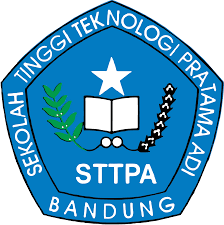 SEKOLAH TINGGI TEKNOLOGI PRATAMA ADI
STTPA
BANDUNG